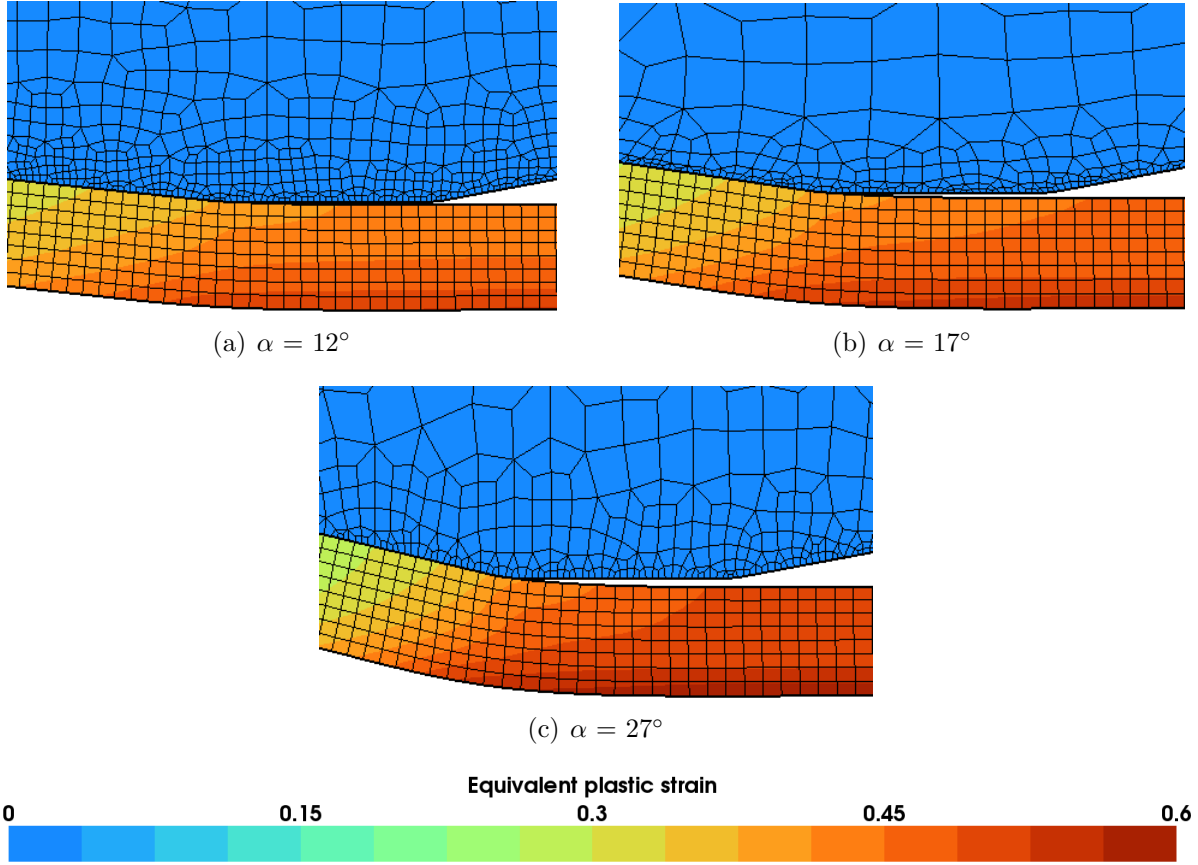 (a) α = 12°
(b) α = 17°
(c) α = 27°
Equivalent plastic strain
0 0.15 0.3 0.45 0.6